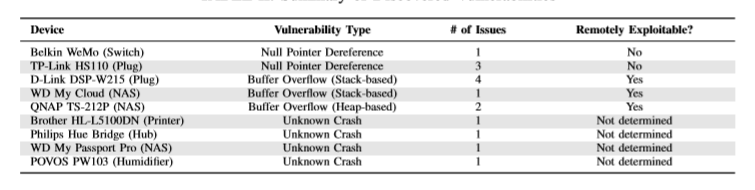 Device Vulnerability Type # of Issues Remotely Exploitable?
Belkin WeMo (Switch) Null Pointer Dereference 1 No
TP-Link HS110 (Plug) Null Pointer Dereference 3 No
D-Link DSP-W215 (Plug) Buffer Overflow (Stack-based) 4 Yes
WD My Cloud (NAS) Buffer Overflow (Stack-based) 1 Yes
QNAP TS-212P (NAS) Buffer Overflow (Heap-based) 2 Yes
Brother HL-L5100DN (Printer) Unknown Crash 1 Not determined
Philips Hue Bridge (Hub) Unknown Crash 1 Not determined
WD My Passport Pro (NAS) Unknown Crash 1 Not determined
POVOS PW103 (Humidifier) Unknown Crash 1 Not determined